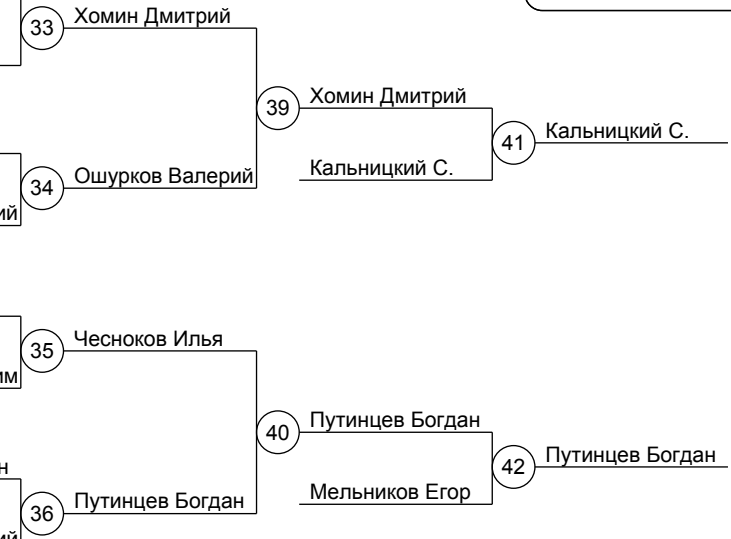 33 Хомин Дмитрий
39 Хомин Дмитрий
41 Кальницкий С.
Кальницкий С.
34 Ошурков Валерий
35 Чесноков Илья
40 Путинцев Богдан
42 Путинцев Богдан
Мельников Егор
36 Путинцев Богдан